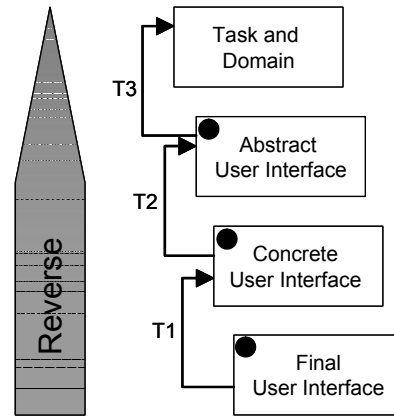 Task and
Domain
T3
Abstract
User Interface
T2
Concrete
User Interface
T1
Final
User Interface
Reverse